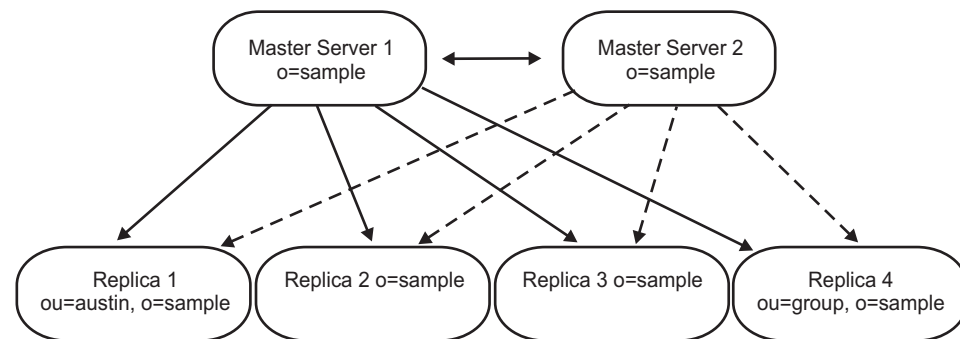 Master Server 1
o=sample
Master Server 2
o=sample
Replica 1
ou=austin, o=sample
Replica 2 o=sample
Replica 3 o=sample
Replica 4
ou=group, o=sample